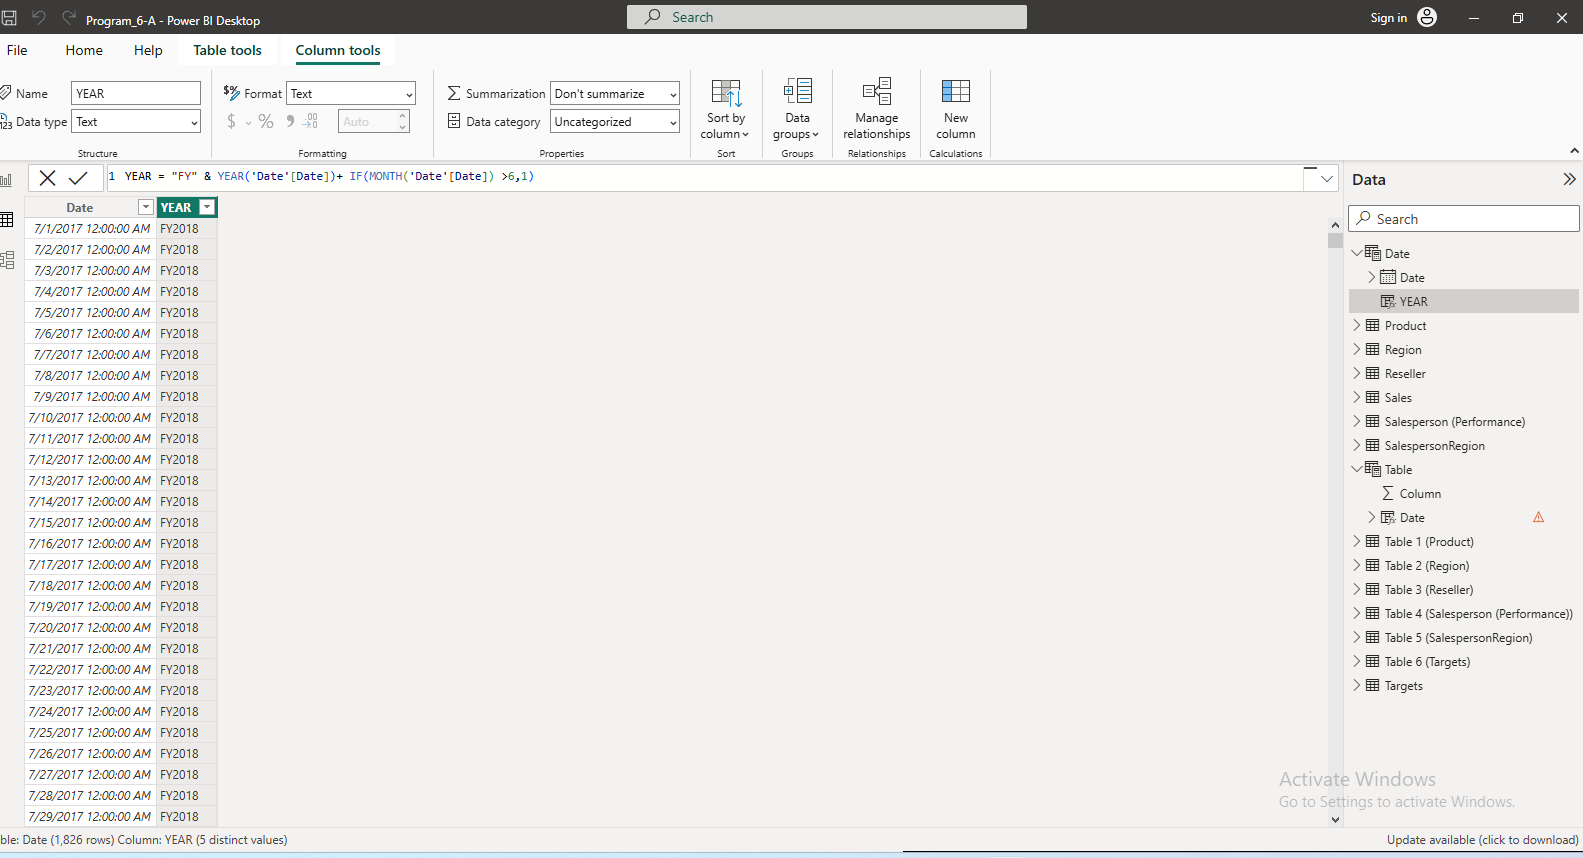 Program_6-A - Power BI Desktop
Search
Sign in
File Home Help Table tools Column tools
Name YEAR
$% Format Text
Summarization Don't summarize
123 Data type Text
$ % , .00 Auto
Data category Uncategorized
Sort by column
Data groups
Manage relationships
New column
Structure Formatting Properties Sort Groups Relationships Calculations
1 YEAR = "FY" & YEAR('Date'[Date])+ IF(MONTH('Date'[Date]) >6,1)
Date YEAR
7/1/2017 12:00:00 AM FY2018
7/2/2017 12:00:00 AM FY2018
7/3/2017 12:00:00 AM FY2018
7/4/2017 12:00:00 AM FY2018
7/5/2017 12:00:00 AM FY2018
7/6/2017 12:00:00 AM FY2018
7/7/2017 12:00:00 AM FY2018
7/8/2017 12:00:00 AM FY2018
7/9/2017 12:00:00 AM FY2018
7/10/2017 12:00:00 AM FY2018
7/11/2017 12:00:00 AM FY2018
7/12/2017 12:00:00 AM FY2018
7/13/2017 12:00:00 AM FY2018
7/14/2017 12:00:00 AM FY2018
7/15/2017 12:00:00 AM FY2018
7/16/2017 12:00:00 AM FY2018
7/17/2017 12:00:00 AM FY2018
7/18/2017 12:00:00 AM FY2018
7/19/2017 12:00:00 AM FY2018
7/20/2017 12:00:00 AM FY2018
7/21/2017 12:00:00 AM FY2018
7/22/2017 12:00:00 AM FY2018
7/23/2017 12:00:00 AM FY2018
7/24/2017 12:00:00 AM FY2018
7/25/2017 12:00:00 AM FY2018
7/26/2017 12:00:00 AM FY2018
7/27/2017 12:00:00 AM FY2018
7/28/2017 12:00:00 AM FY2018
7/29/2017 12:00:00 AM FY2018
Data
Search
Date
Date
YEAR
Product
Region
Reseller
Sales
Salesperson (Performance)
SalespersonRegion
Table
Column
Date
Table 1 (Product)
Table 2 (Region)
Table 3 (Reseller)
Table 4 (Salesperson (Performance))
Table 5 (SalespersonRegion)
Table 6 (Targets)
Targets
Activate Windows
Go to Settings to activate Windows.
ble: Date (1,826 rows) Column: YEAR (5 distinct values)
Update available (click to download)